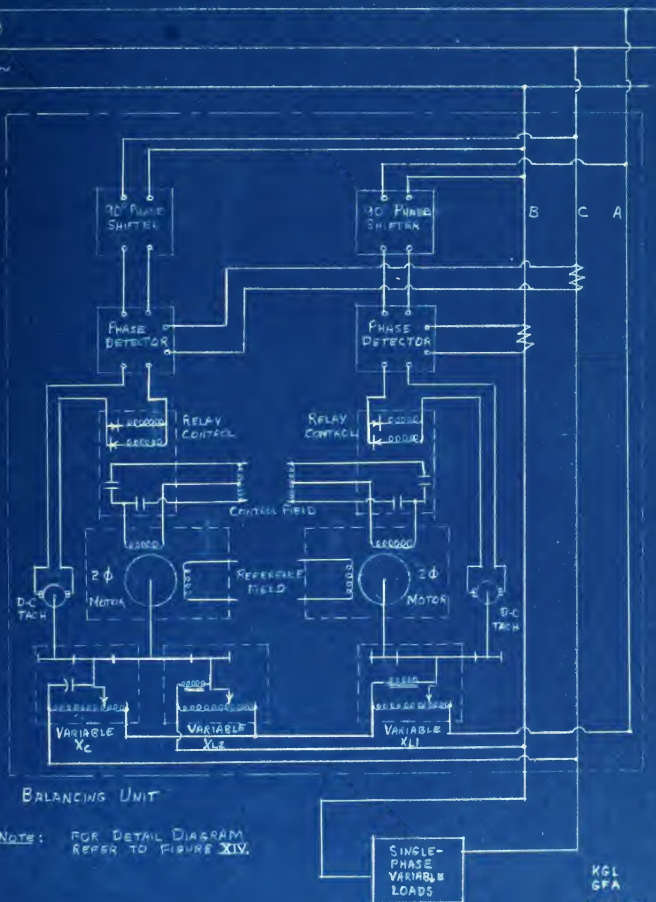 ~
90° PHASE
SHIFTER
90° PHASE
SHIFTER
B
C
A
PHASE
DETECTOR
PHASE
DETECTOR
RELAY
CONTROL
RELAY
CONTROL
CONTROL FIELD
2Φ
MOTOR
REFERENCE
FIELD
2Φ
MOTOR
D-C
TACH
D-C
TACH
VARIABLE
XC
VARIABLE
XL2
VARIABLE
XL1
BALANCING UNIT
NOTE: FOR DETAIL DIAGRAM
REFER TO FIGURE XIV.
SINGLE-
PHASE
VARIABLE
LOADS
KGL
GFA